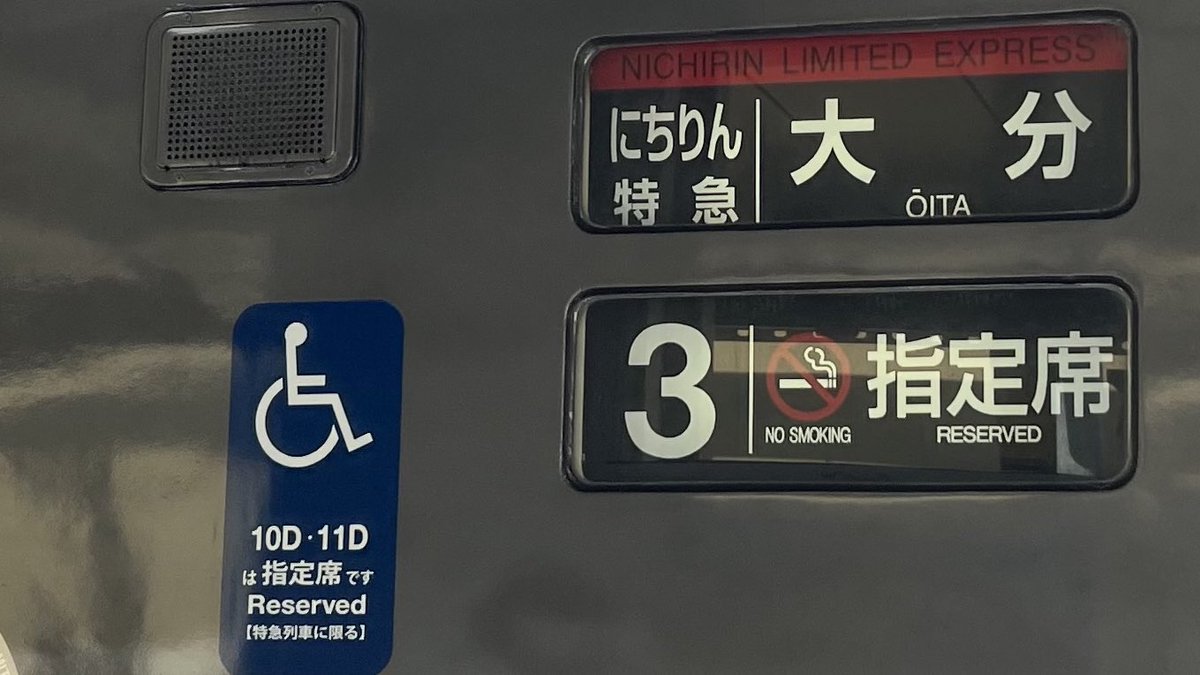 NICHIRIN LIMITED EXPRESS
にちりん
特急
大分
ŌITA
3
NO SMOKING
指定席
RESERVED
10D・11D
は指定席です
Reserved
【特急列車に限る】